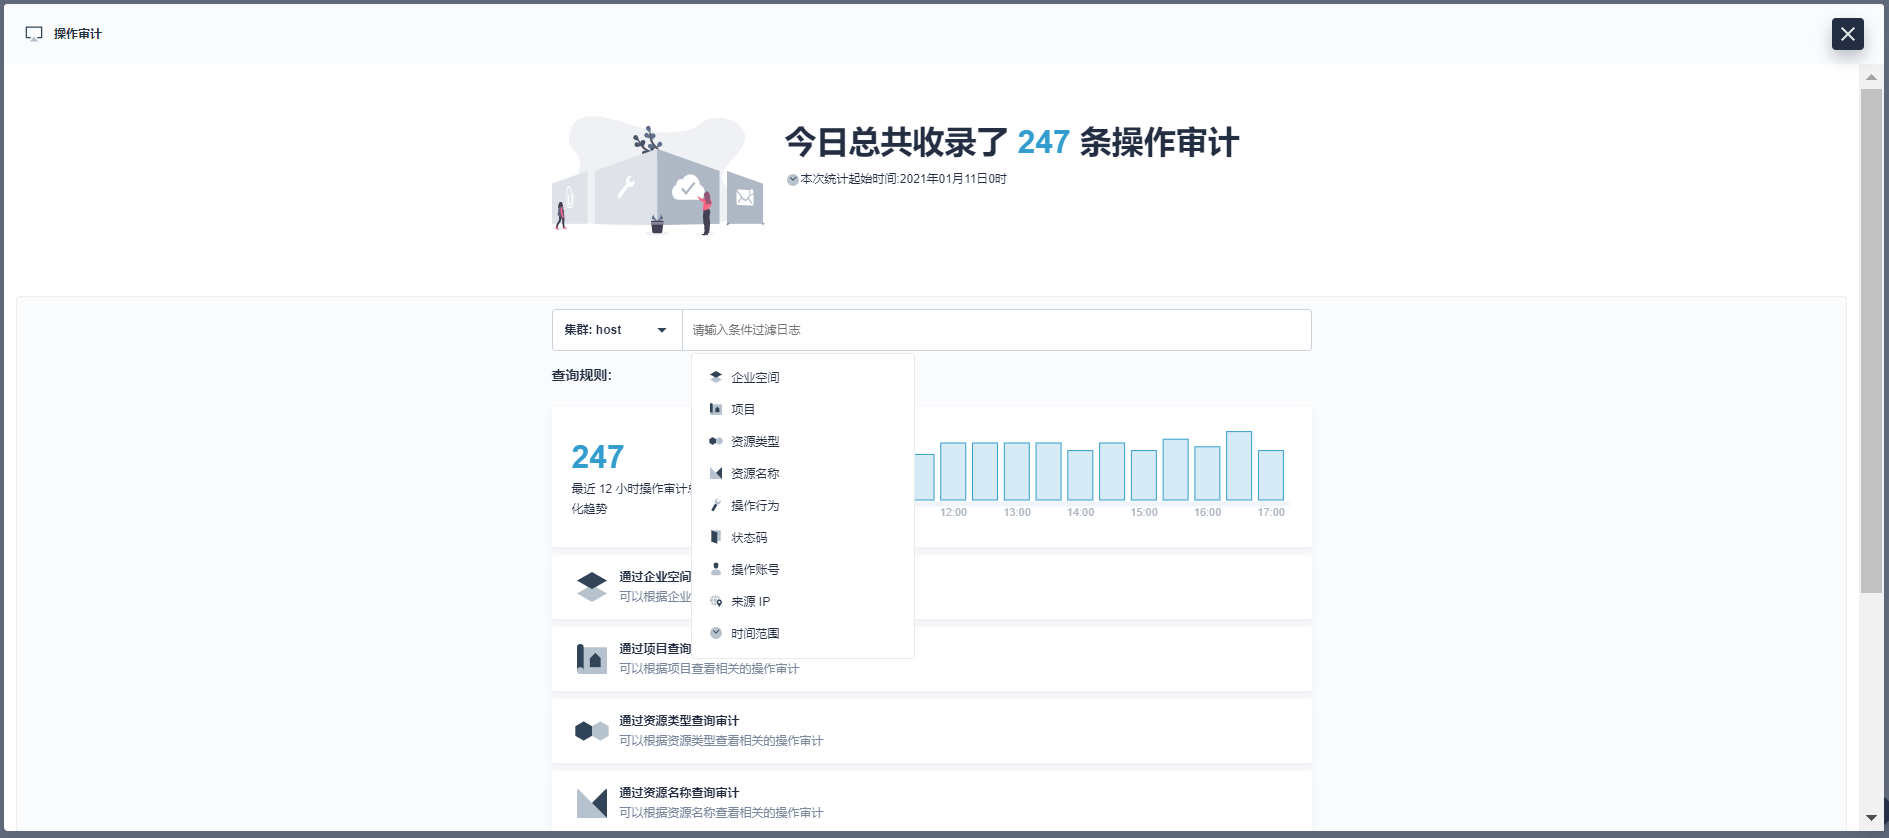 操作审计
今日总共收录了 247 条操作审计
本次统计起始时间:2021年01月11日0时
集群: host
请输入条件过滤日志
查询规则:
企业空间
项目
资源类型
资源名称
操作行为
状态码
操作账号
来源 IP
时间范围
247
最近 12 小时操作审计
化趋势
12:00 13:00 14:00 15:00 16:00 17:00
通过企业空间
可以根据企业
通过项目查询
可以根据项目查看相关的操作审计
通过资源类型查询审计
可以根据资源类型查看相关的操作审计
通过资源名称查询审计
可以根据资源名称查看相关的操作审计